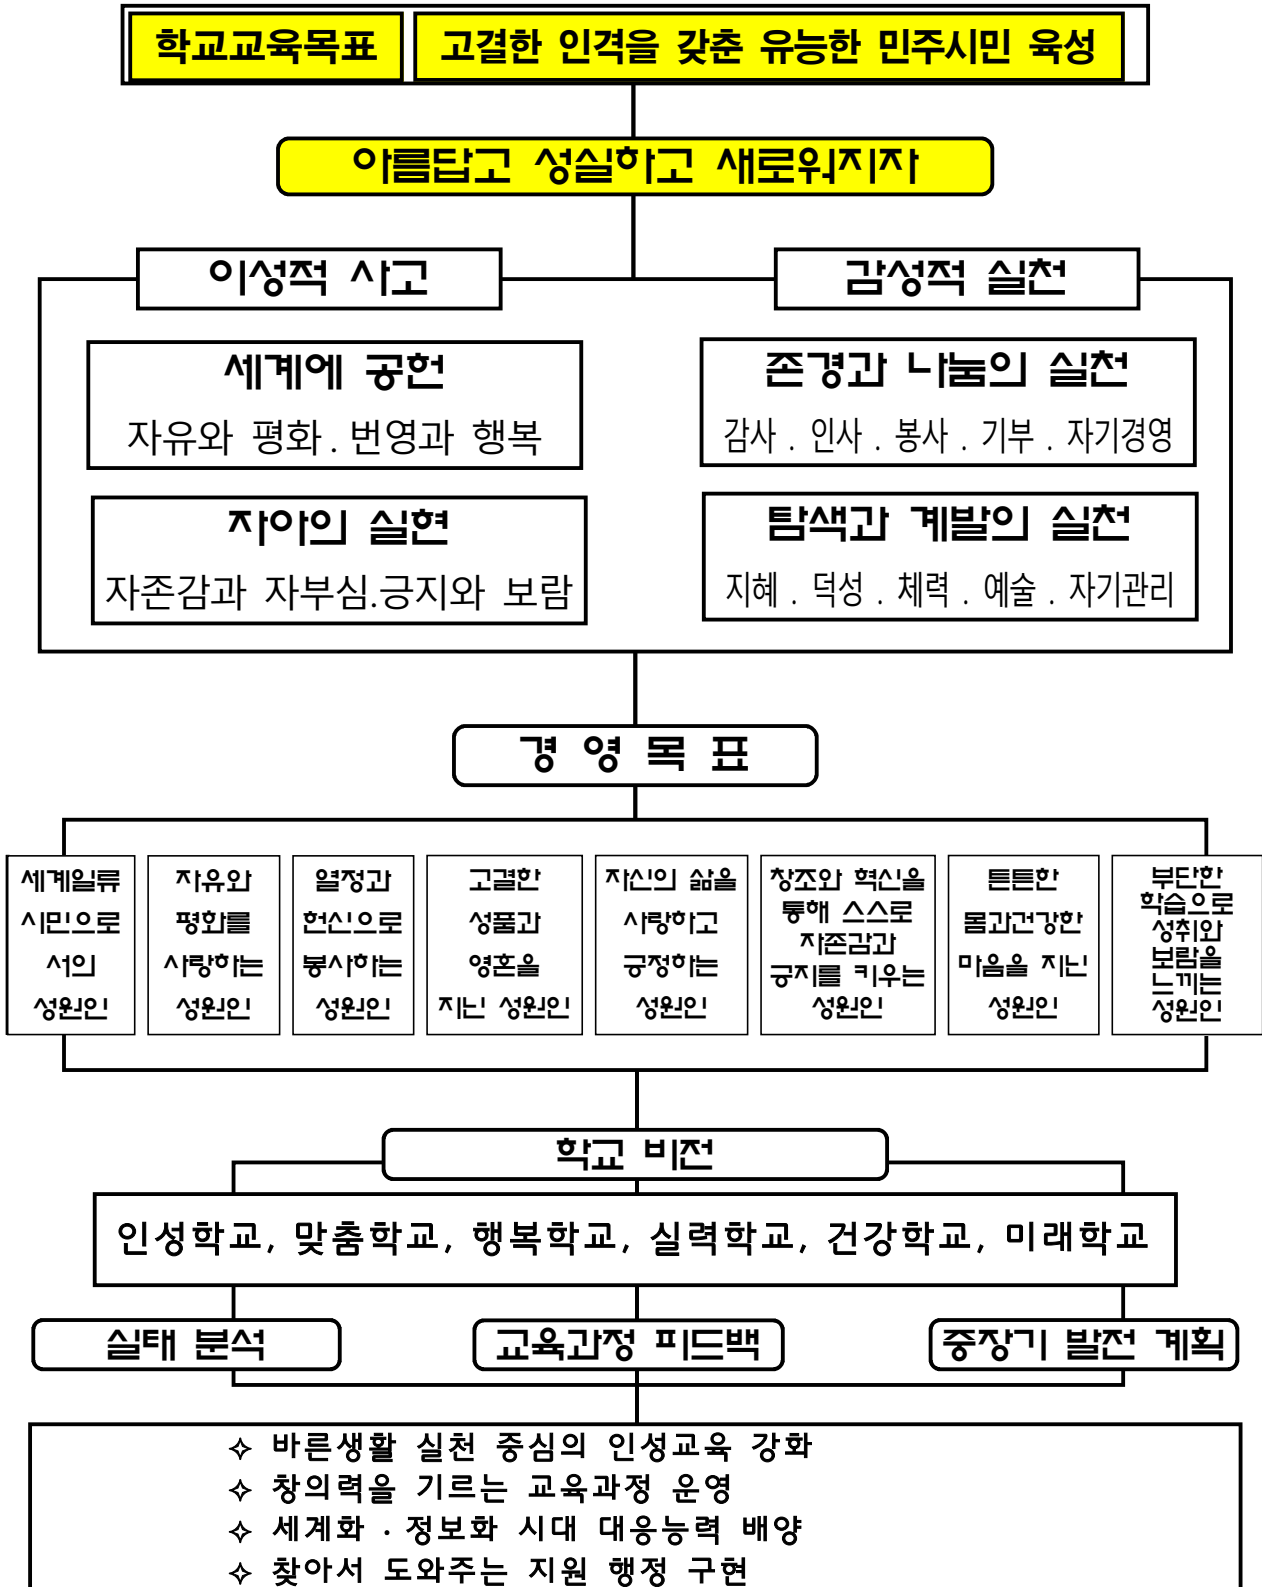 학교교육목표
고결한 인격을 갖춘 유능한 민주시민 육성
아름답고 성실하고 새로워지자
이성적 사고
감성적 실천
세계에 공헌
자유와 평화 . 번영과 행복
존경과 나눔의 실천
감사 . 인사 . 봉사 . 기부 . 자기경영
자아의 실현
자존감과 자부심.긍지와 보람
탐색과 계발의 실천
지혜 . 덕성 . 체력 . 예술 . 자기관리
경 영 목 표
세계일류
시민으로
서의
성원인
자유와
평화를
사랑하는
성원인
열정과
헌신으로
봉사하는
성원인
고결한
성품과
영혼을
지닌 성원인
자신의 삶을
사랑하고
긍정하는
성원인
창조와 혁신을
통해 스스로
자존감과
긍지를 키우는
성원인
튼튼한
몸과건강한
마음을 지닌
성원인
부단한
학습으로
성취와
보람을
느끼는
성원인
학교 비전
인성학교, 맞춤학교, 행복학교, 실력학교, 건강학교, 미래학교
실태 분석
교육과정 피드백
중장기 발전 계획
✧ 바른생활 실천 중심의 인성교육 강화
✧ 창의력을 기르는 교육과정 운영
✧ 세계화 · 정보화 시대 대응능력 배양
✧ 찾아서 도와주는 지원 행정 구현